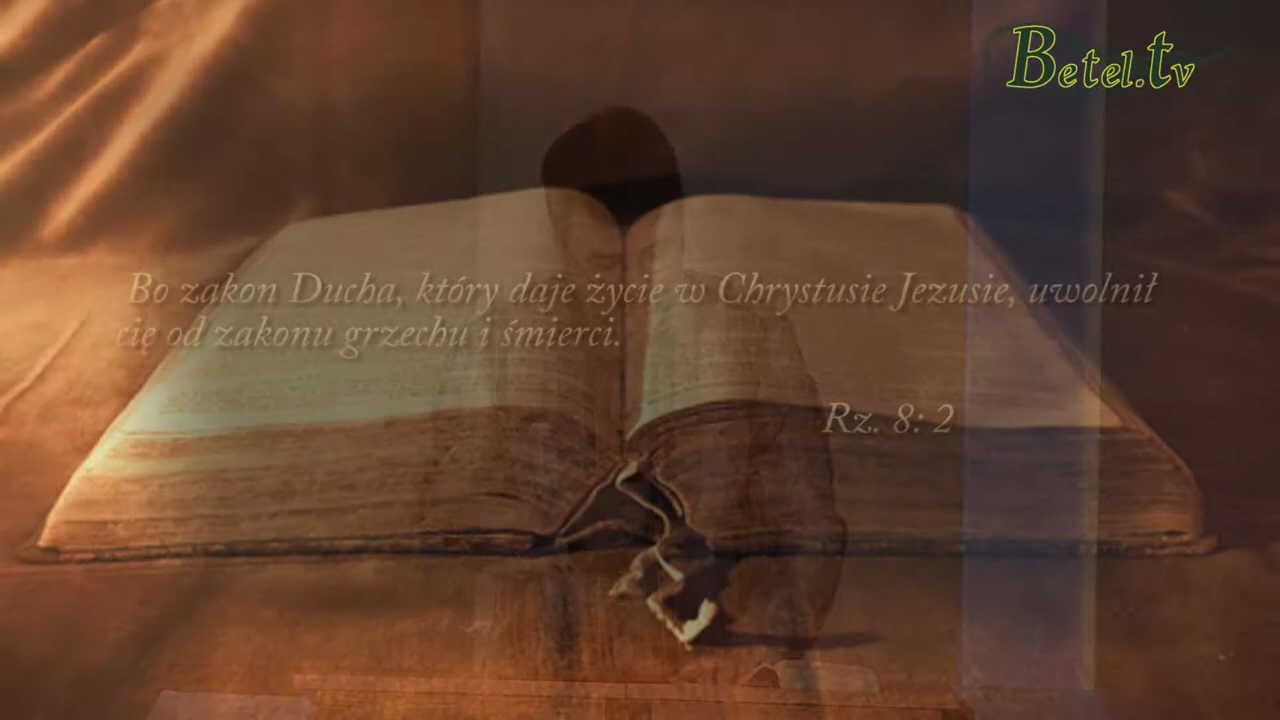 Betel.tv
Bo zakon Ducha, który daje życie w Chrystusie Jezusie, uwolnił
cię od zakonu grzechu i śmierci.
Rz. 8: 2